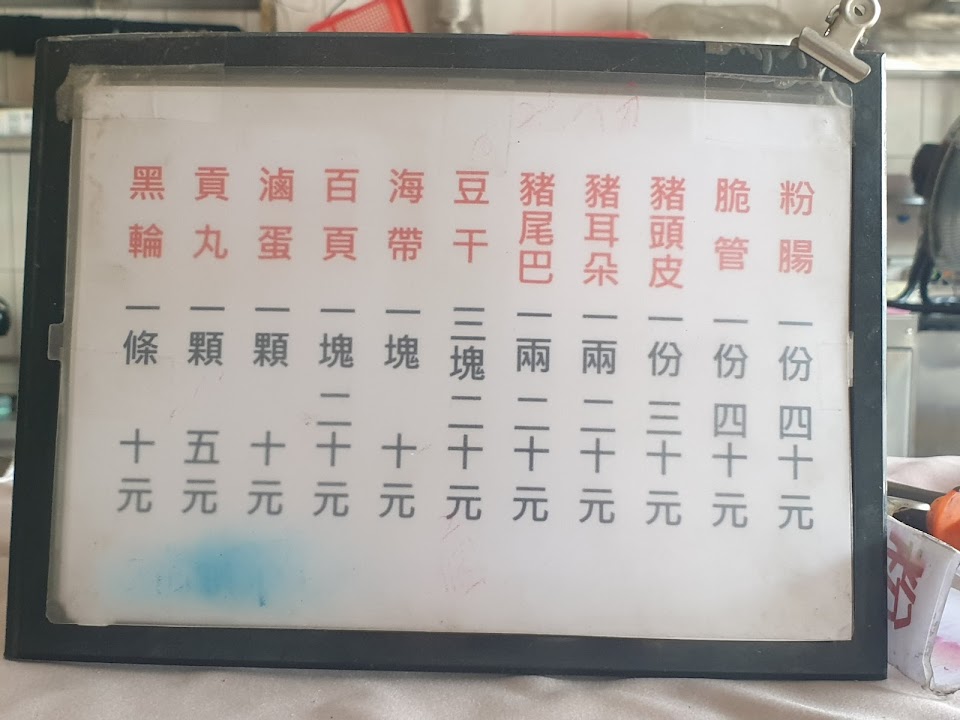 粉腸 一份 四十元
脆管 一份 四十元
豬頭皮 一份 三十元
豬耳朵 一兩 二十元
豬尾巴 一兩 二十元
豆干 三塊 二十元
海帶 一塊 十元
百頁 一塊 二十元
滷蛋 一顆 十元
貢丸 一顆 五元
黑輪 一條 十元